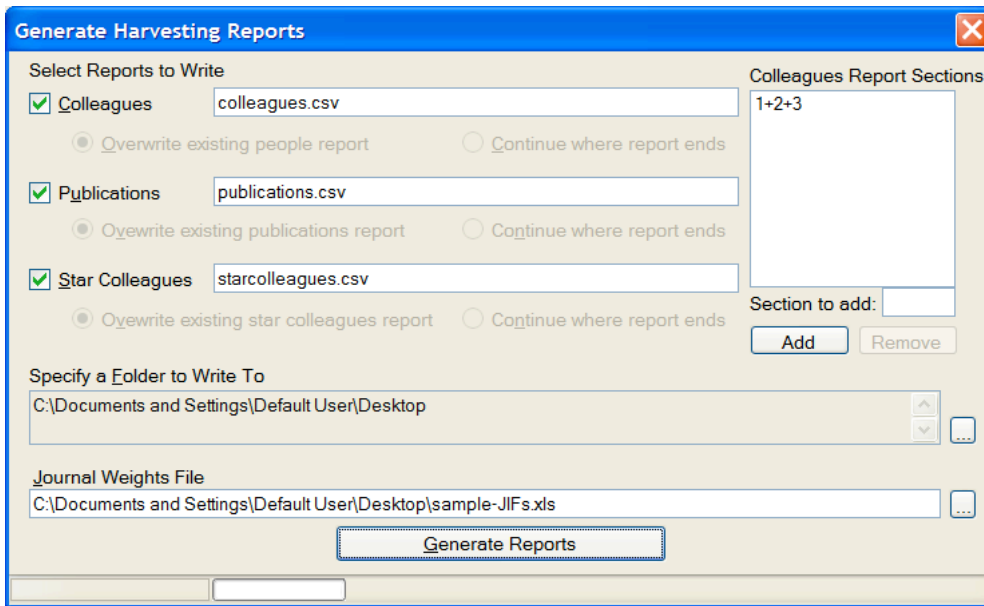 Generate Harvesting Reports
Select Reports to Write
Colleagues Report Sections
Colleagues
colleagues.csv
1+2+3
Overwrite existing people report
Continue where report ends
Publications
publications.csv
Ovewrite existing publications report
Continue where report ends
Star Colleagues
starcolleagues.csv
Section to add:
Ovewrite existing star colleagues report
Continue where report ends
Add
Remove
Specify a Folder to Write To
C:\Documents and Settings\Default User\Desktop
...
Journal Weights File
C:\Documents and Settings\Default User\Desktop\sample-JIFs.xls
...
Generate Reports